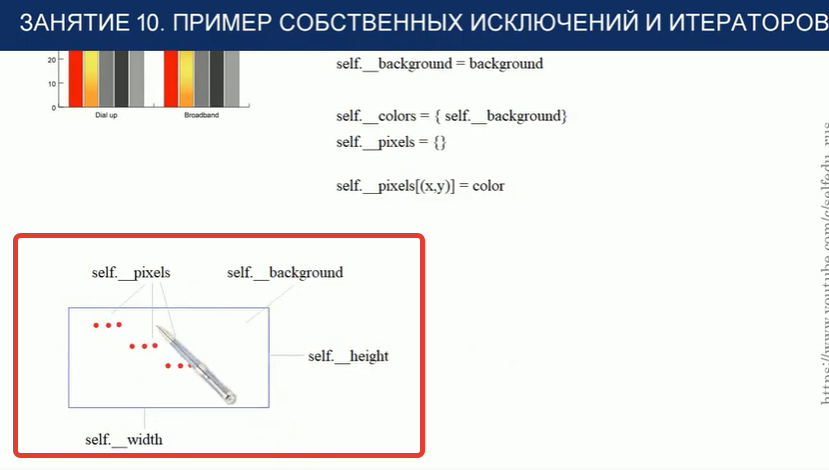 ЗАНЯТИЕ 10. ПРИМЕР СОБСТВЕННЫХ ИСКЛЮЧЕНИЙ И ИТЕРАТОРОВ
20
10
0
Dial up
Broadband
self.__background = background
self.__colors = { self.__background}
self.__pixels = {}
self.__pixels[(x,y)] = color
self.__pixels
self.__background
self.__height
self.__width
https://www.youtube.com/c/selfedu_rus